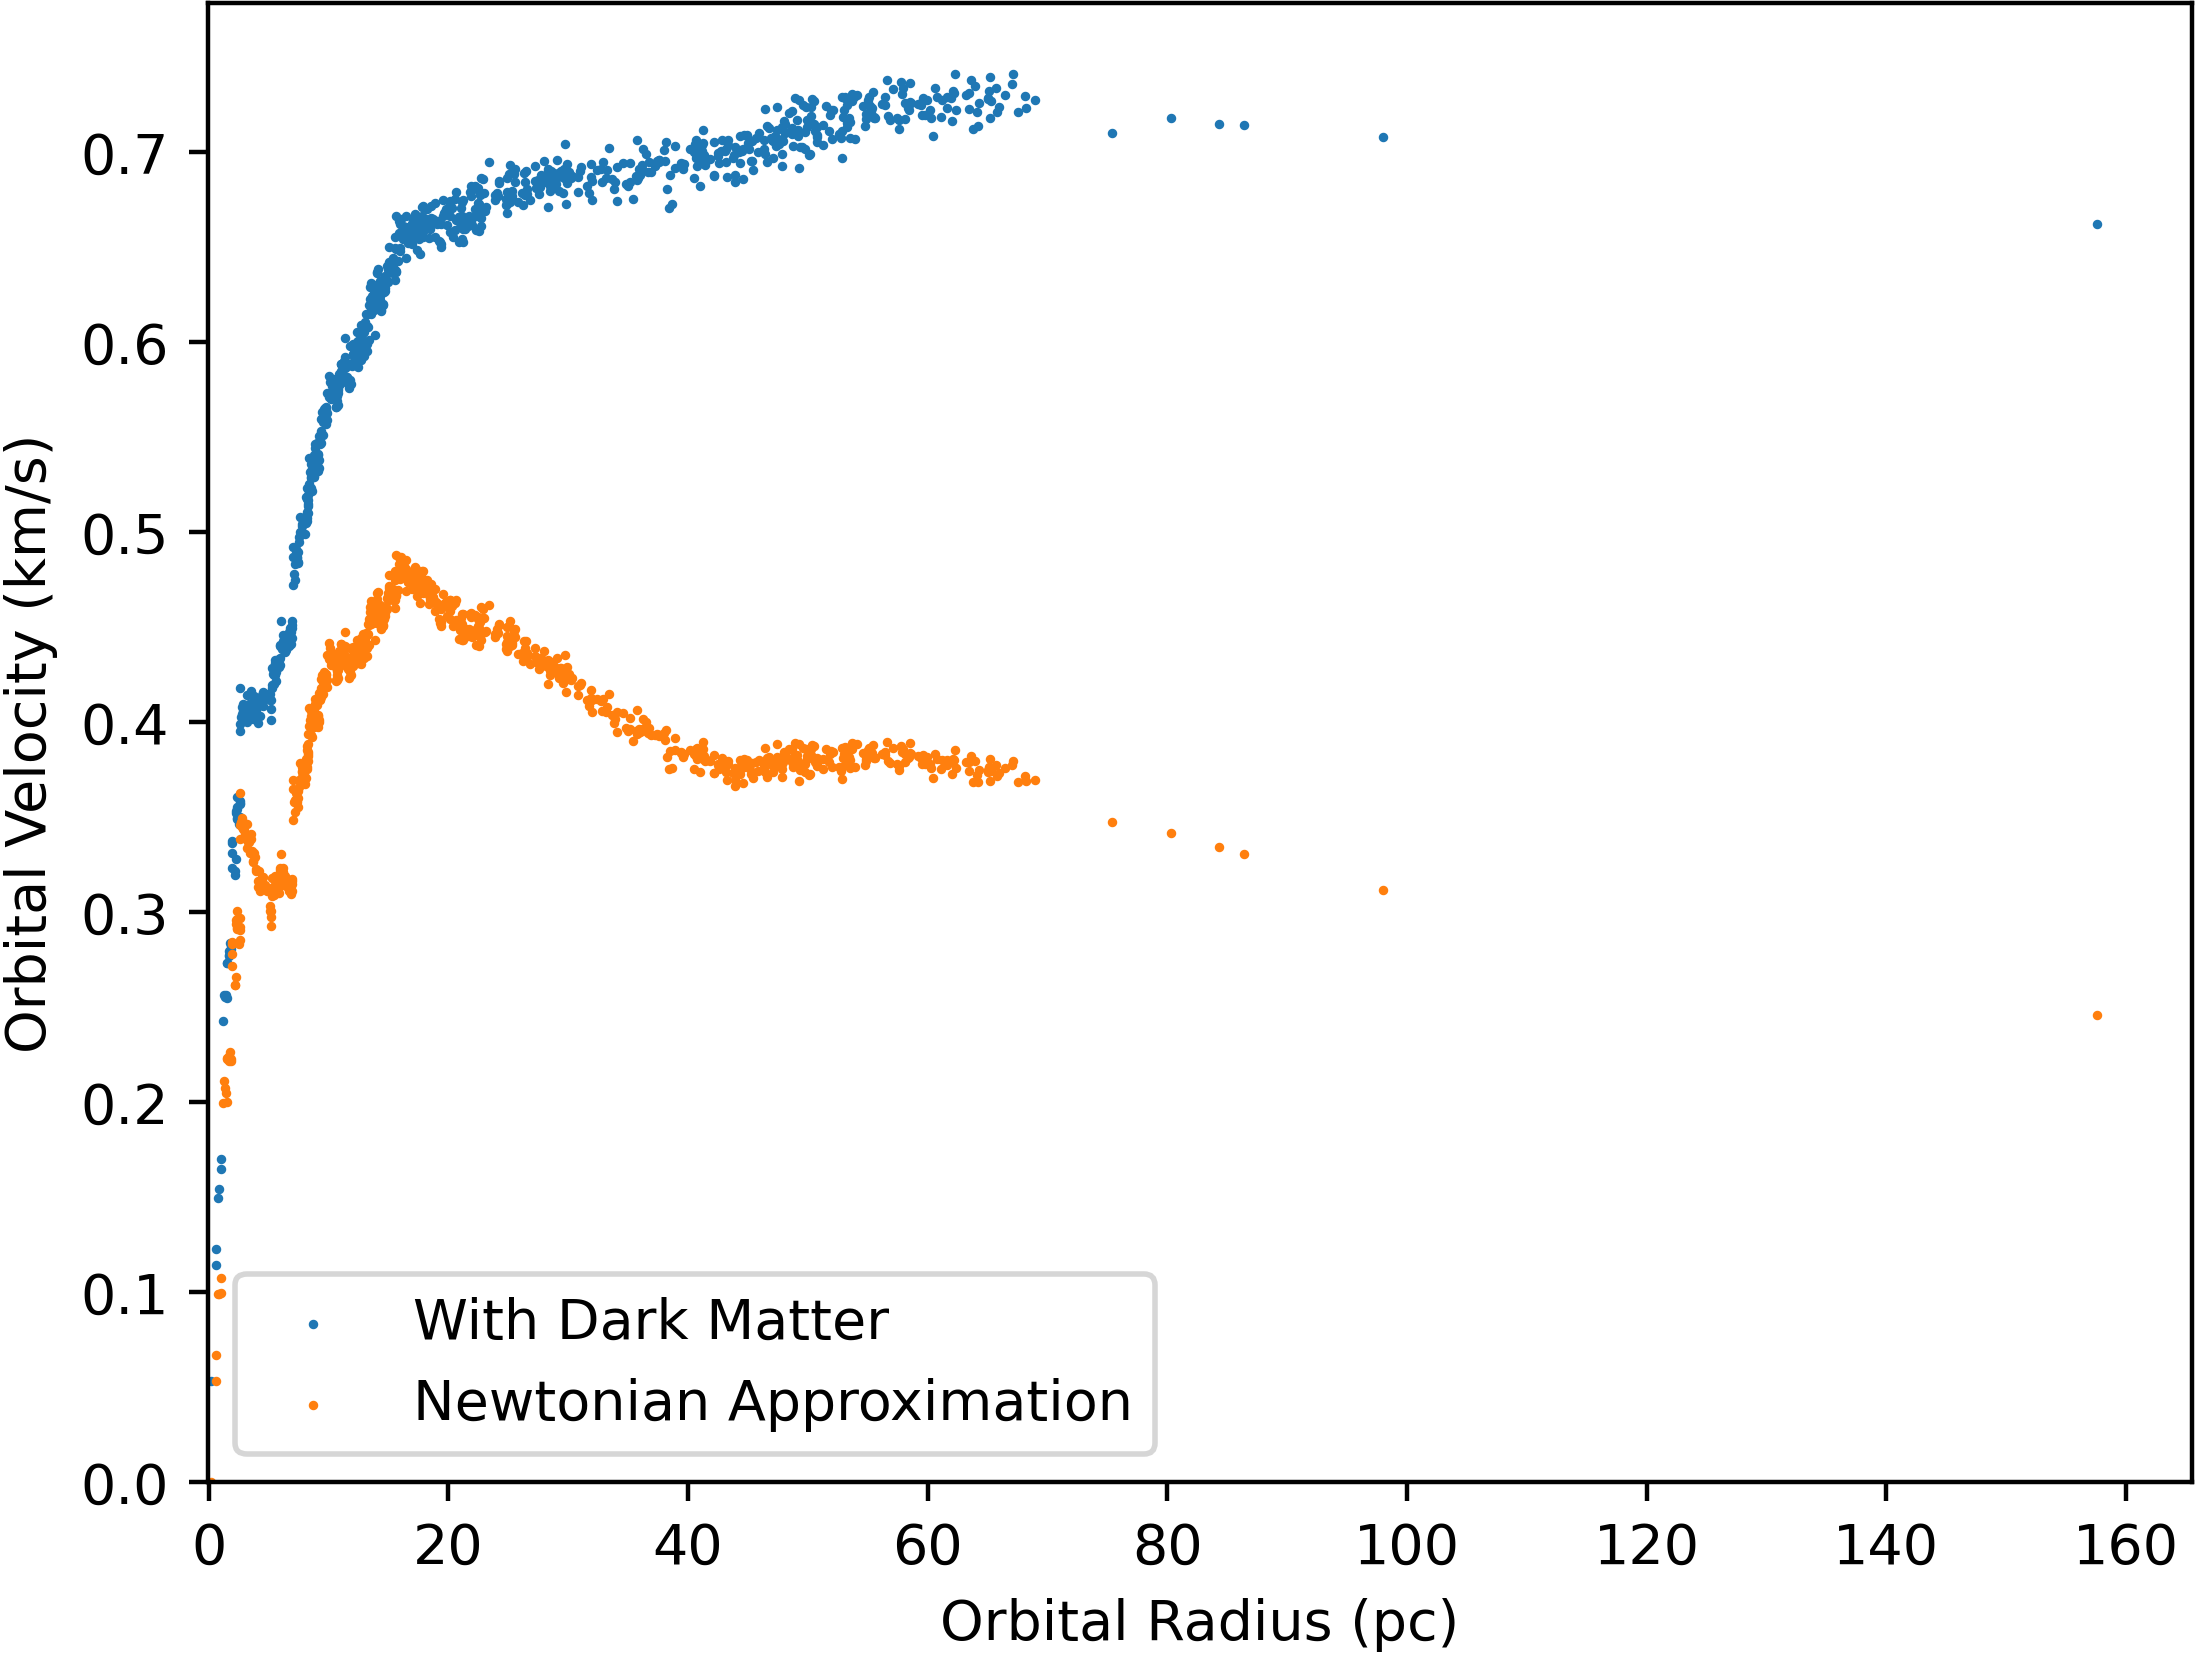 0.7
0.6
0.5
0.4
0.3
0.2
0.1
0.0
Orbital Velocity (km/s)
With Dark Matter
Newtonian Approximation
0 20 40 60 80 100 120 140 160
Orbital Radius (pc)